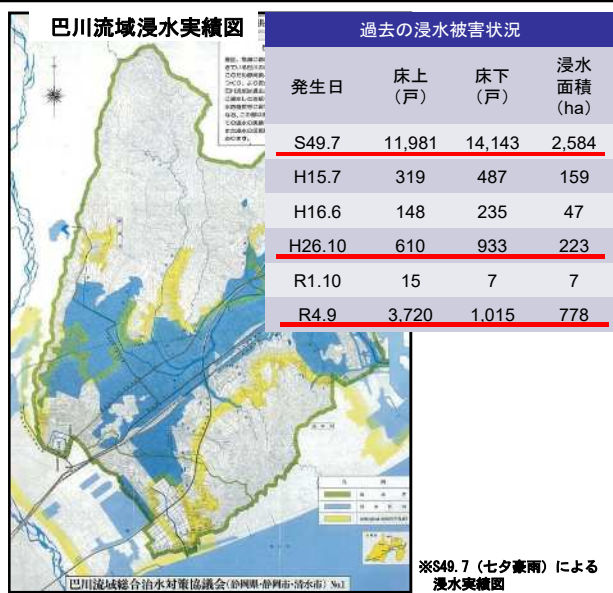 巴川流域浸水実績図
過去の浸水被害状況
発生日 床上（戸） 床下（戸） 浸水面積（ha）
S49.7 11,981 14,143 2,584
H15.7 319 487 159
H16.6 148 235 47
H26.10 610 933 223
R1.10 15 7 7
R4.9 3,720 1,015 778
巴川流域総合治水対策協議会（静岡県・静岡市・清水市） No.1
※S49.7（七夕豪雨）による
浸水実績図